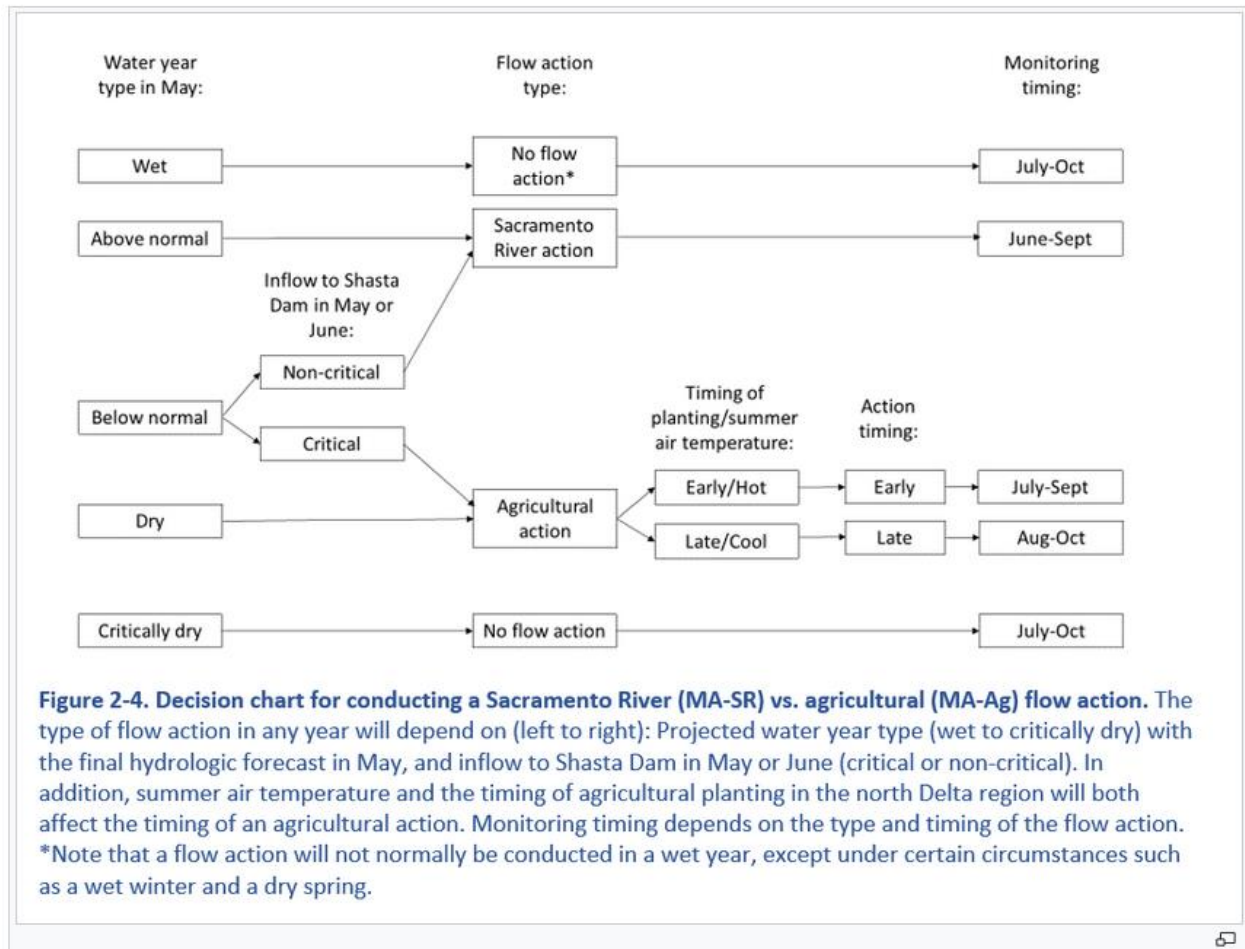 Water year
type in May:
Flow action
type:
Monitoring
timing:
Wet
No flow
action*
July-Oct
Above normal
Sacramento
River action
June-Sept
Inflow to Shasta
Dam in May or
June:
Non-critical
Below normal
Critical
Timing of
planting/summer
air temperature:
Action
timing:
Early/Hot
Early
July-Sept
Dry
Agricultural
action
Late/Cool
Late
Aug-Oct
Critically dry
No flow action
July-Oct
Figure 2-4. Decision chart for conducting a Sacramento River (MA-SR) vs. agricultural (MA-Ag) flow action. The
type of flow action in any year will depend on (left to right): Projected water year type (wet to critically dry) with
the final hydrologic forecast in May, and inflow to Shasta Dam in May or June (critical or non-critical). In
addition, summer air temperature and the timing of agricultural planting in the north Delta region will both
affect the timing of an agricultural action. Monitoring timing depends on the type and timing of the flow action.
*Note that a flow action will not normally be conducted in a wet year, except under certain circumstances such
as a wet winter and a dry spring.